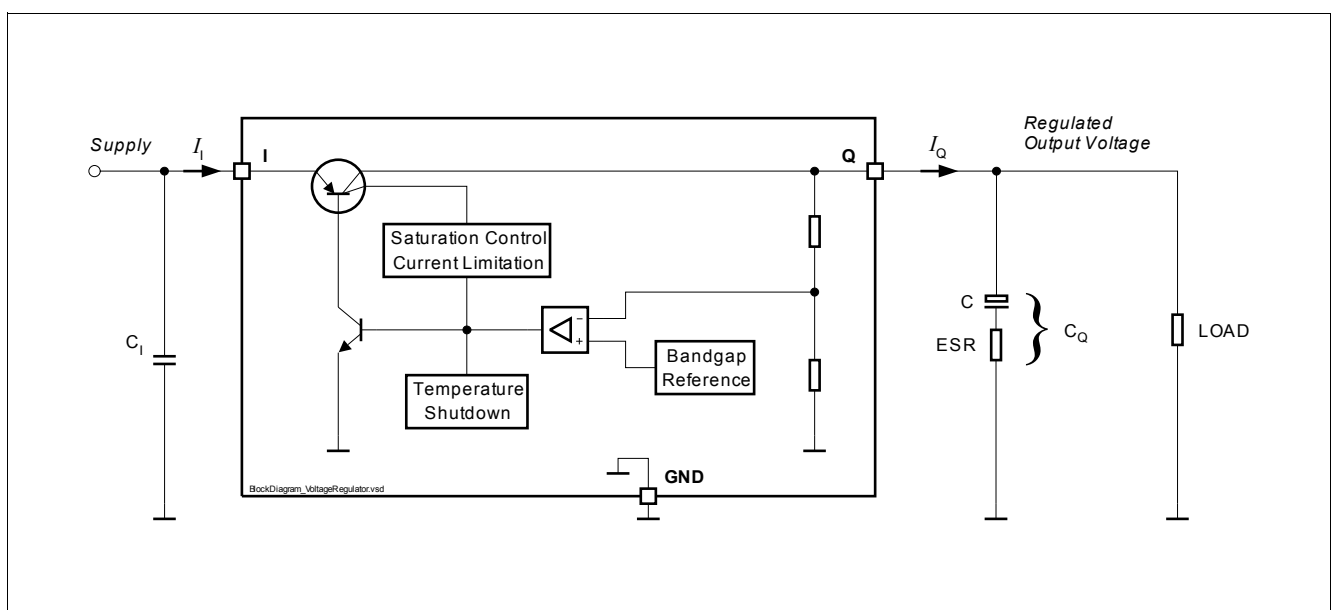 Supply
I_I
I
Q
I_Q
Regulated
Output Voltage
Saturation Control
Current Limitation
C_I
-
+
Bandgap
Reference
Temperature
Shutdown
C
ESR
C_Q
LOAD
GND
BlockDiagram_VoltageRegulator.vsd